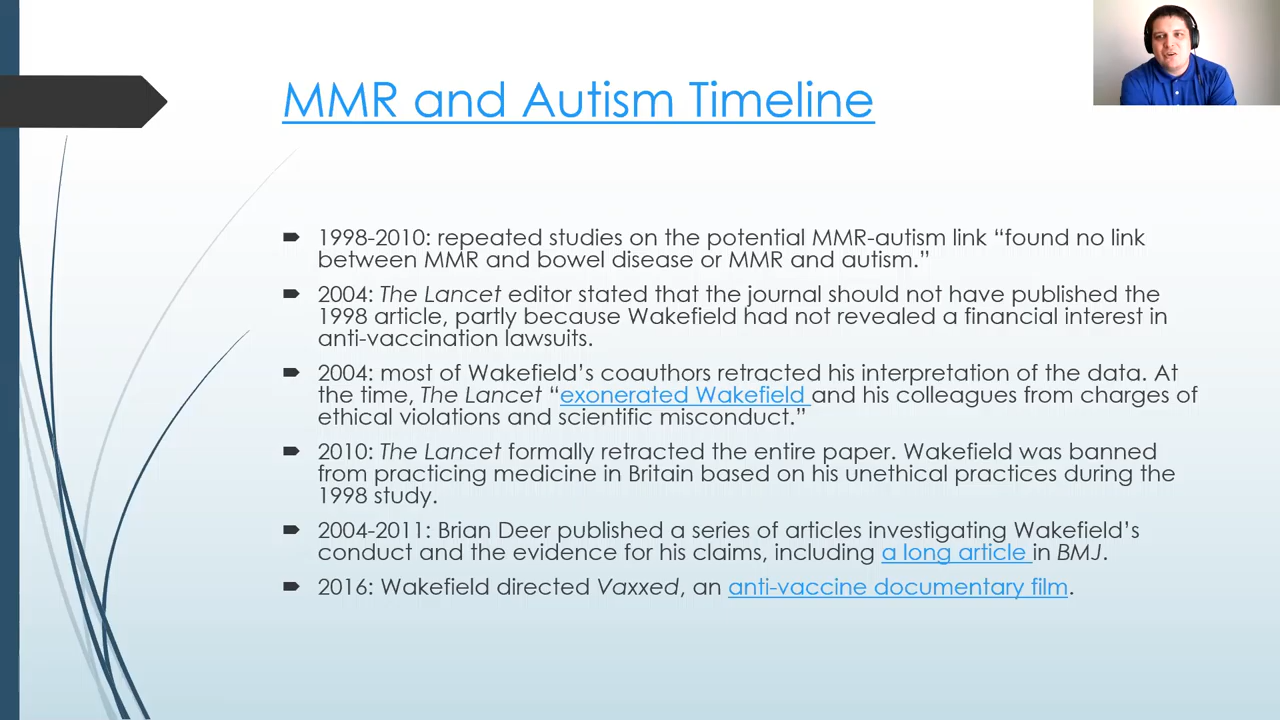 MMR and Autism Timeline
1998-2010: repeated studies on the potential MMR-autism link “found no link
between MMR and bowel disease or MMR and autism.”
2004: The Lancet editor stated that the journal should not have published the
1998 article, partly because Wakefield had not revealed a financial interest in
anti-vaccination lawsuits.
2004: most of Wakefield’s coauthors retracted his interpretation of the data. At
the time, The Lancet “exonerated Wakefield and his colleagues from charges of
ethical violations and scientific misconduct.”
2010: The Lancet formally retracted the entire paper. Wakefield was banned
from practicing medicine in Britain based on his unethical practices during the
1998 study.
2004-2011: Brian Deer published a series of articles investigating Wakefield’s
conduct and the evidence for his claims, including a long article in BMJ.
2016: Wakefield directed Vaxxed, an anti-vaccine documentary film.